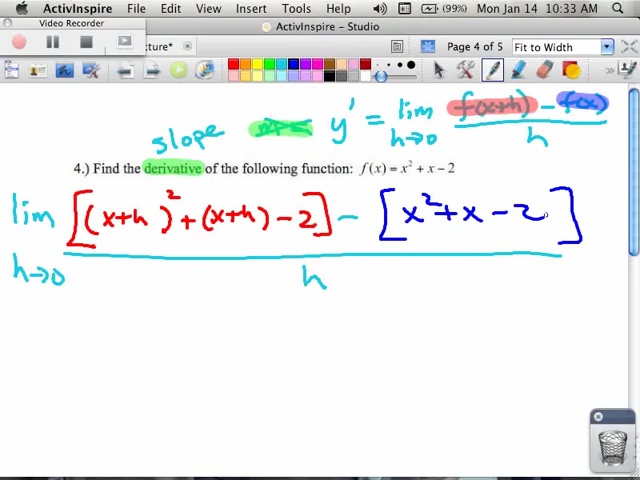 ActivInspire File Edit View Insert Tools Help (99%) Mon Jan 14 10:33 AM
Video Recorder
ActivInspire - Studio
cture*
Page 4 of 5 Fit to Width
slope y' = lim h→0 f(x+h) - f(x) / h
4.) Find the derivative of the following function: f(x) = x² + x − 2
lim h→0 [(x+h)² + (x+h) - 2] - [x² + x - 2]
h